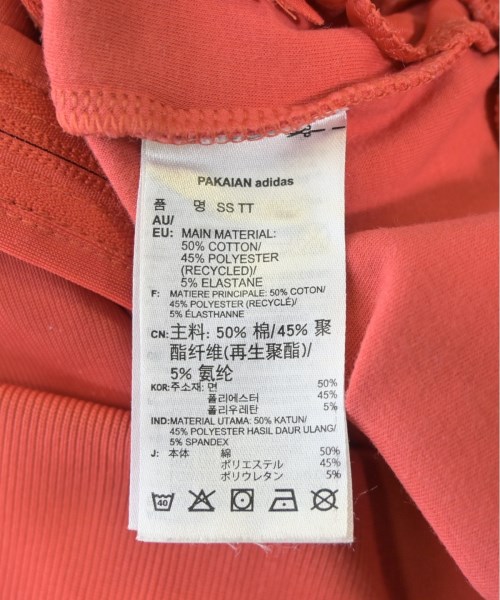 PAKAIAN adidas
품 명 SS TT
AU/
EU: MAIN MATERIAL:
50% COTTON/
45% POLYESTER
(RECYCLED)/
5% ELASTANE
F: MATIERE PRINCIPALE: 50% COTON/
45% POLYESTER (RECYCLÉ)/
5% ÉLASTHANNE
CN: 主料: 50% 棉/45% 聚
酯纤维(再生聚酯)/
5% 氨纶
KOR: 주소재: 면 50%
폴리에스터 45%
폴리우레탄 5%
IND: MATERIAL UTAMA: 50% KATUN/
45% POLYESTER HASIL DAUR ULANG/
5% SPANDEX
J: 本体 綿 50%
ポリエステル 45%
ポリウレタン 5%
40